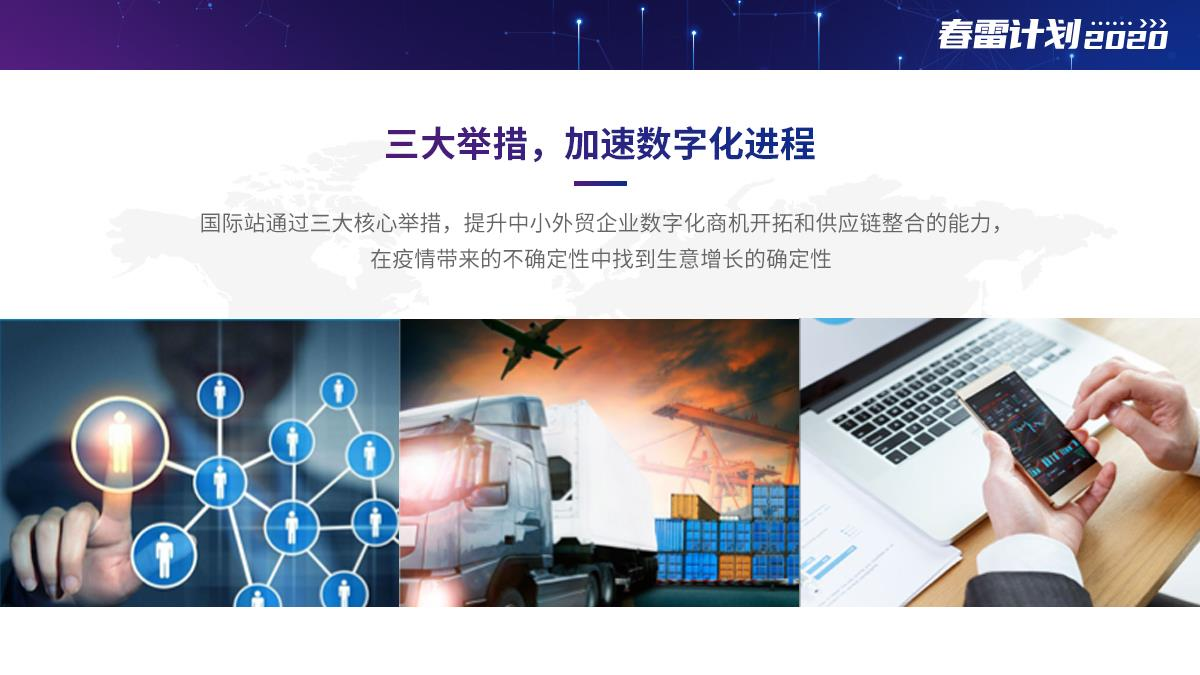 春雷计划2020
三大举措，加速数字化进程
国际站通过三大核心举措，提升中小外贸企业数字化商机开拓和供应链整合的能力，
在疫情带来的不确定性中找到生意增长的确定性